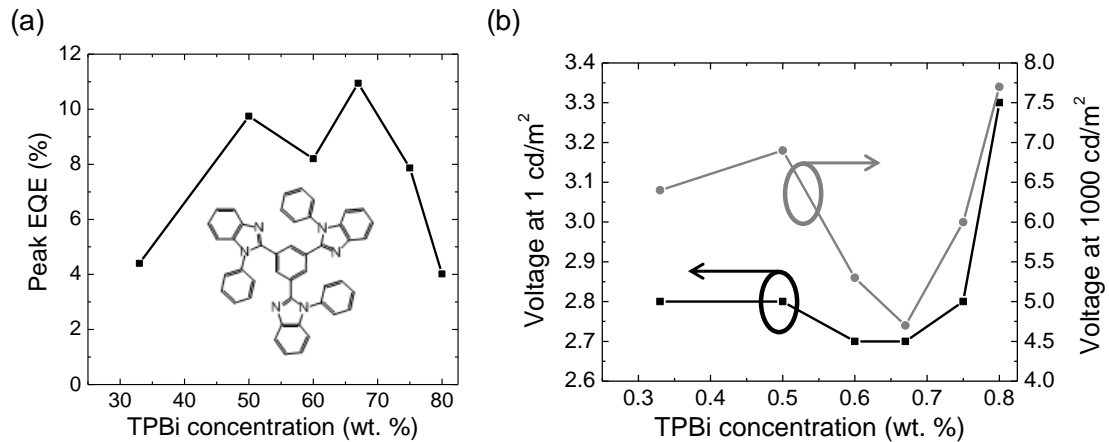 (a)
12
10
8
6
4
2
0
Peak EQE (%)
30 40 50 60 70 80
TPBi concentration (wt. %)
N
N
N
N
N
N
(b)
3.4
3.3
3.2
3.1
3.0
2.9
2.8
2.7
2.6
Voltage at 1 cd/m²
8.0
7.5
7.0
6.5
6.0
5.5
5.0
4.5
4.0
Voltage at 1000 cd/m²
0.3 0.4 0.5 0.6 0.7 0.8
TPBi concentration (wt. %)